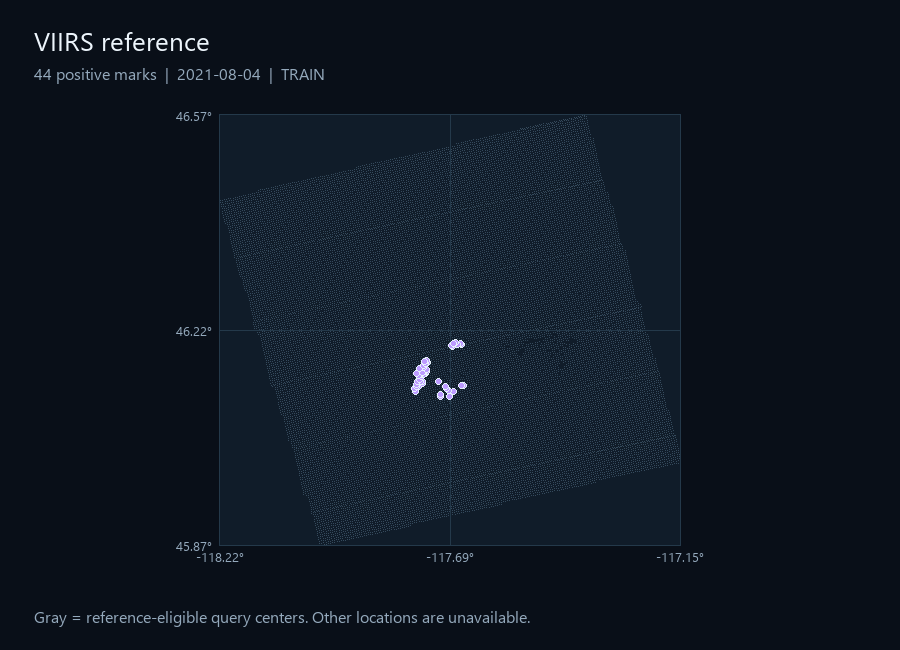 VIIRS reference
44 positive marks | 2021-08-04 | TRAIN
46.57°
46.22°
45.87°
-118.22°
-117.69°
-117.15°
Gray = reference-eligible query centers. Other locations are unavailable.